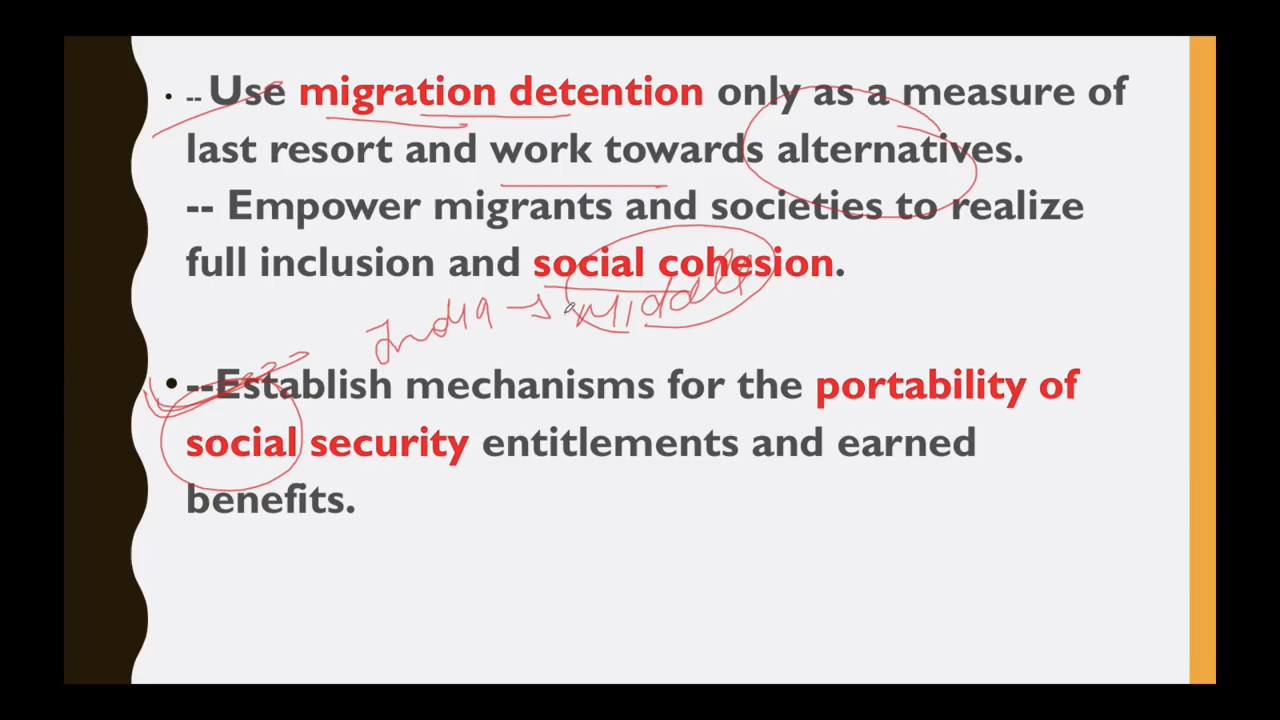 • -- Use migration detention only as a measure of
last resort and work towards alternatives.
-- Empower migrants and societies to realize
full inclusion and social cohesion.
India → Middle
• --Establish mechanisms for the portability of
social security entitlements and earned
benefits.